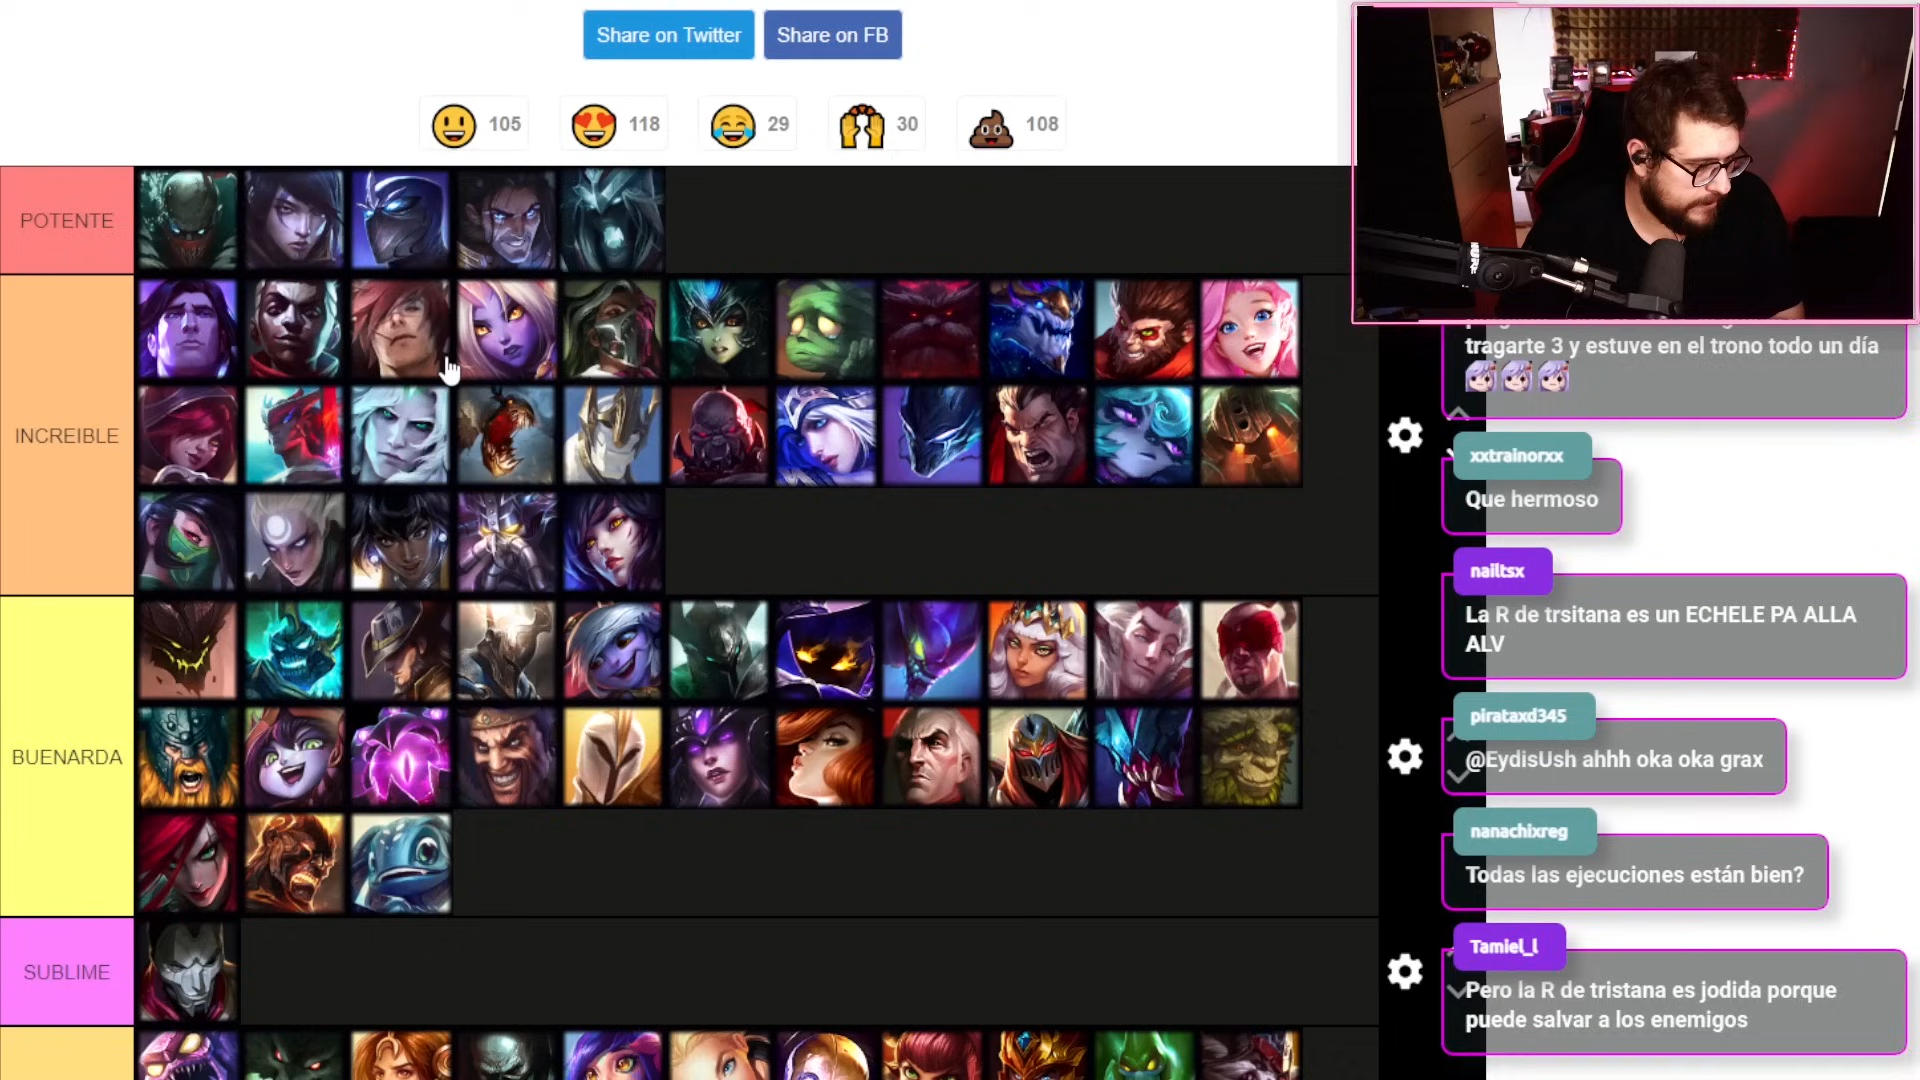 Share on Twitter
Share on FB
105
118
29
30
108
POTENTE
INCREIBLE
BUENARDA
SUBLIME
tragarte 3 y estuve en el trono todo un día
xxtrainorxx
Que hermoso
nailtsx
La R de trsitana es un ECHELE PA ALLA
ALV
pirataxd345
@EydisUsh ahhh oka oka grax
nanachixreg
Todas las ejecuciones están bien?
Tamiel_l
Pero la R de tristana es jodida porque
puede salvar a los enemigos